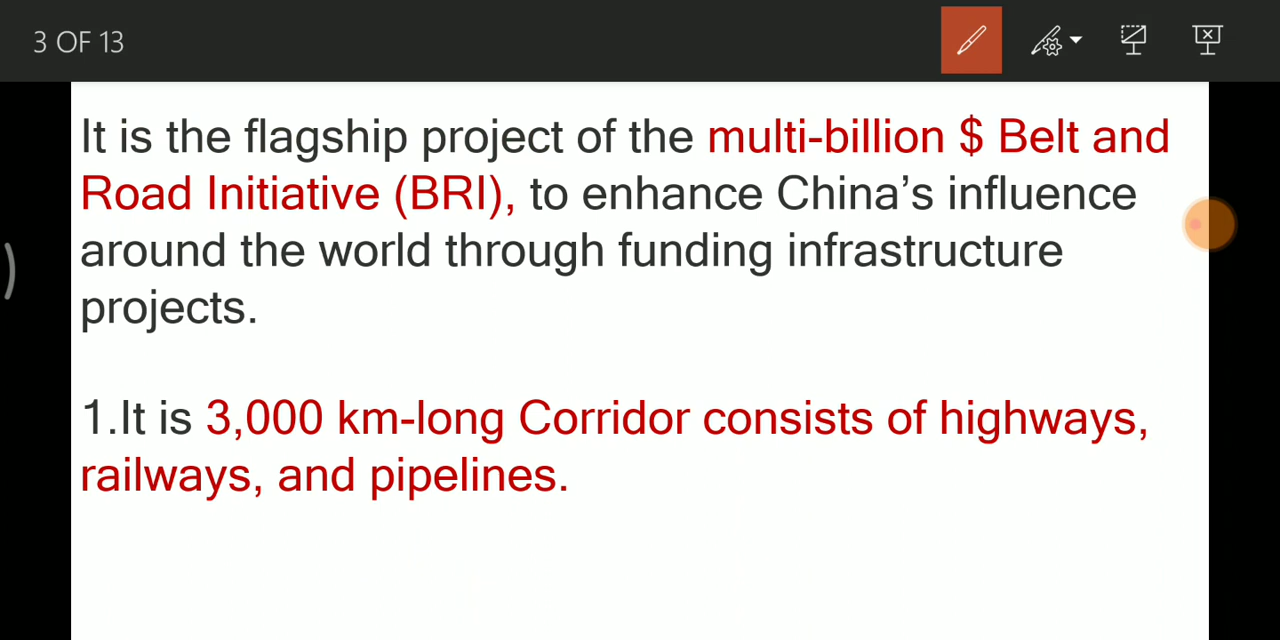 3 OF 13
It is the flagship project of the multi-billion $ Belt and
Road Initiative (BRI), to enhance China’s influence
around the world through funding infrastructure
projects.
1.It is 3,000 km-long Corridor consists of highways,
railways, and pipelines.